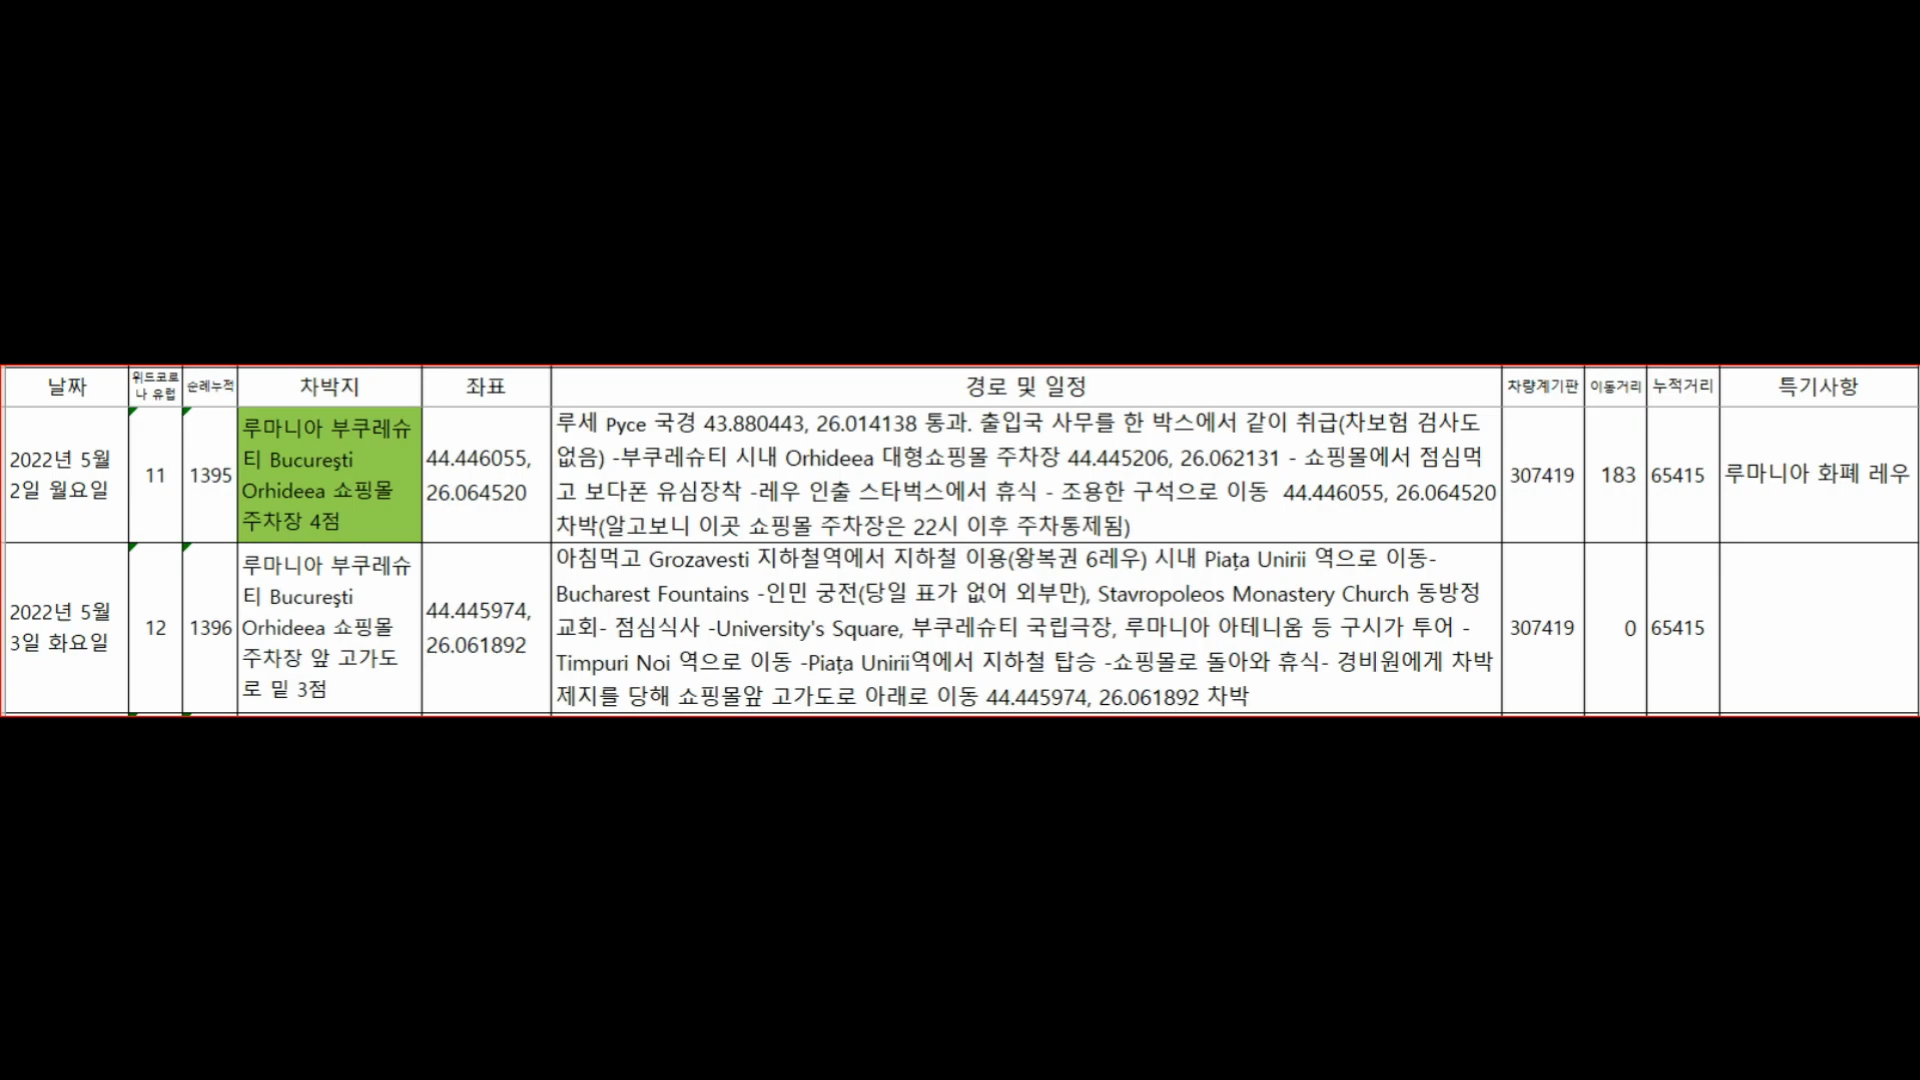 날짜
위드코로
나 유럽
순례누적
차박지
좌표
경로 및 일정
차량계기판
이동거리
누적거리
특기사항
2022년 5월
2일 월요일
11
1395
루마니아 부쿠레슈
티 Bucureşti
Orhideea 쇼핑몰
주차장 4점
44.446055,
26.064520
루세 Русе 국경 43.880443, 26.014138 통과. 출입국 사무를 한 박스에서 같이 취급(차보험 검사도
없음) -부쿠레슈티 시내 Orhideea 대형쇼핑몰 주차장 44.445206, 26.062131 - 쇼핑몰에서 점심먹
고 보다폰 유심장착 -레우 인출 스타벅스에서 휴식 - 조용한 구석으로 이동 44.446055, 26.064520
차박(알고보니 이곳 쇼핑몰 주차장은 22시 이후 주차통제됨)
307419
183
65415
루마니아 화폐 레우
2022년 5월
3일 화요일
12
1396
루마니아 부쿠레슈
티 Bucureşti
Orhideea 쇼핑몰
주차장 앞 고가도
로 밑 3점
44.445974,
26.061892
아침먹고 Grozavesti 지하철역에서 지하철 이용(왕복권 6레우) 시내 Piața Unirii 역으로 이동-
Bucharest Fountains -인민 궁전(당일 표가 없어 외부만), Stavropoleos Monastery Church 동방정
교회- 점심식사 -University's Square, 부쿠레슈티 국립극장, 루마니아 아테니움 등 구시가 투어 -
Timpuri Noi 역으로 이동 -Piața Unirii역에서 지하철 탑승 -쇼핑몰로 돌아와 휴식- 경비원에게 차박
제지를 당해 쇼핑몰앞 고가도로 아래로 이동 44.445974, 26.061892 차박
307419
0
65415